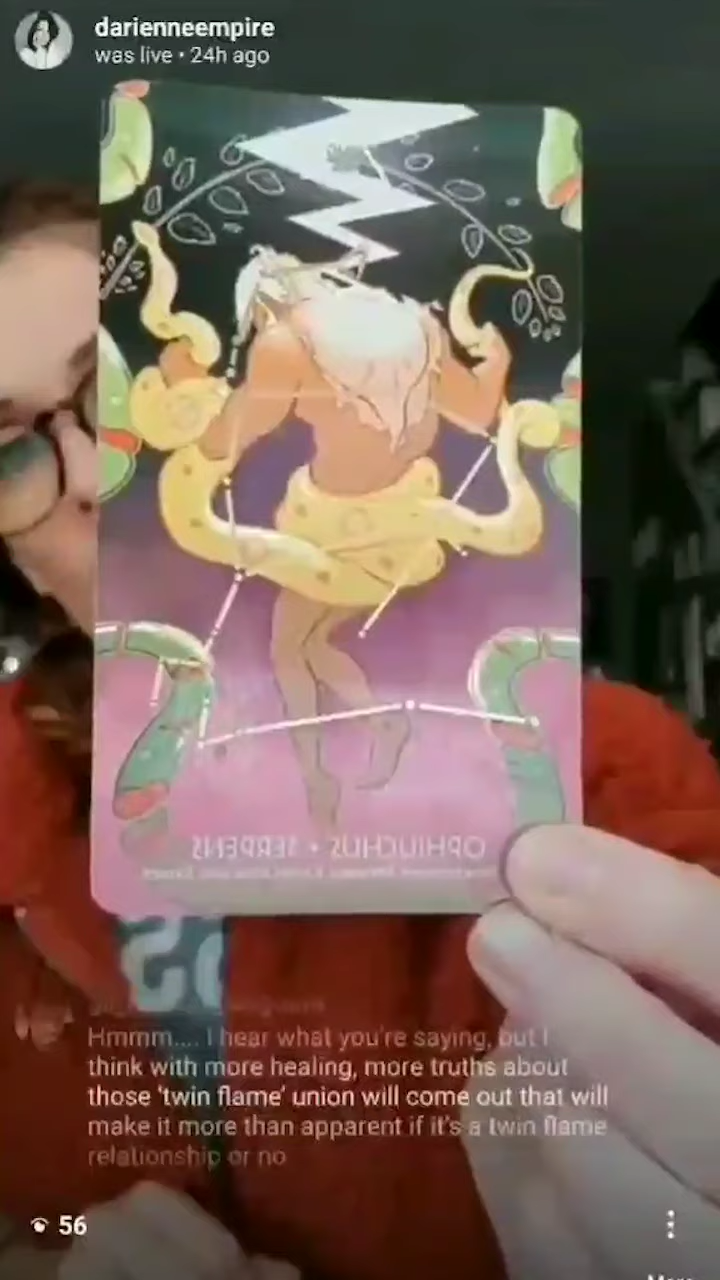 darienneempire
was live • 24h ago
OPHIUCHUS • SERPENS
Hmmm.... I hear what you're saying, but I
think with more healing, more truths about
those 'twin flame' union will come out that will
make it more than apparent if it's a twin flame
relationship or no
56